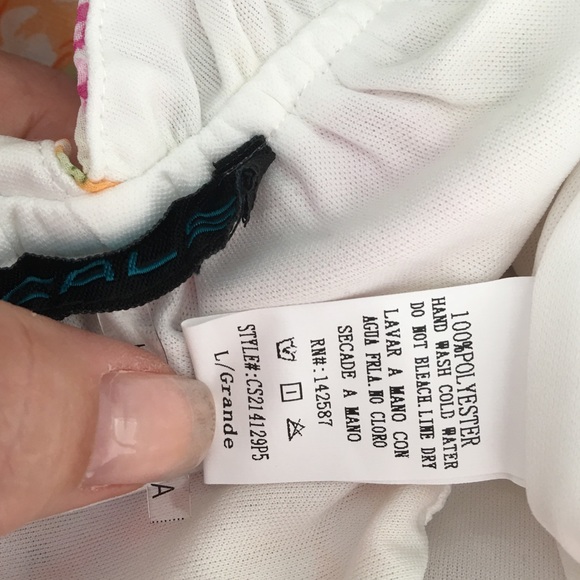 CALE
100%POLYESTER
HAND WASH COLD WATER
DO NOT BLEACH.LINE DRY
LAVAR A MANO CON
AGUA FRIA.NO CLORO
SECADE A MANO
RN#:142587
STYLE#:CS214129P5
L/Grande
A